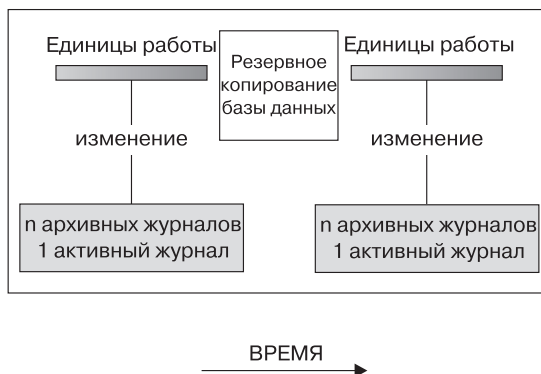 Единицы работы
Резервное
копирование
базы данных
Единицы работы
изменение
изменение
n архивных журналов
1 активный журнал
n архивных журналов
1 активный журнал
ВРЕМЯ